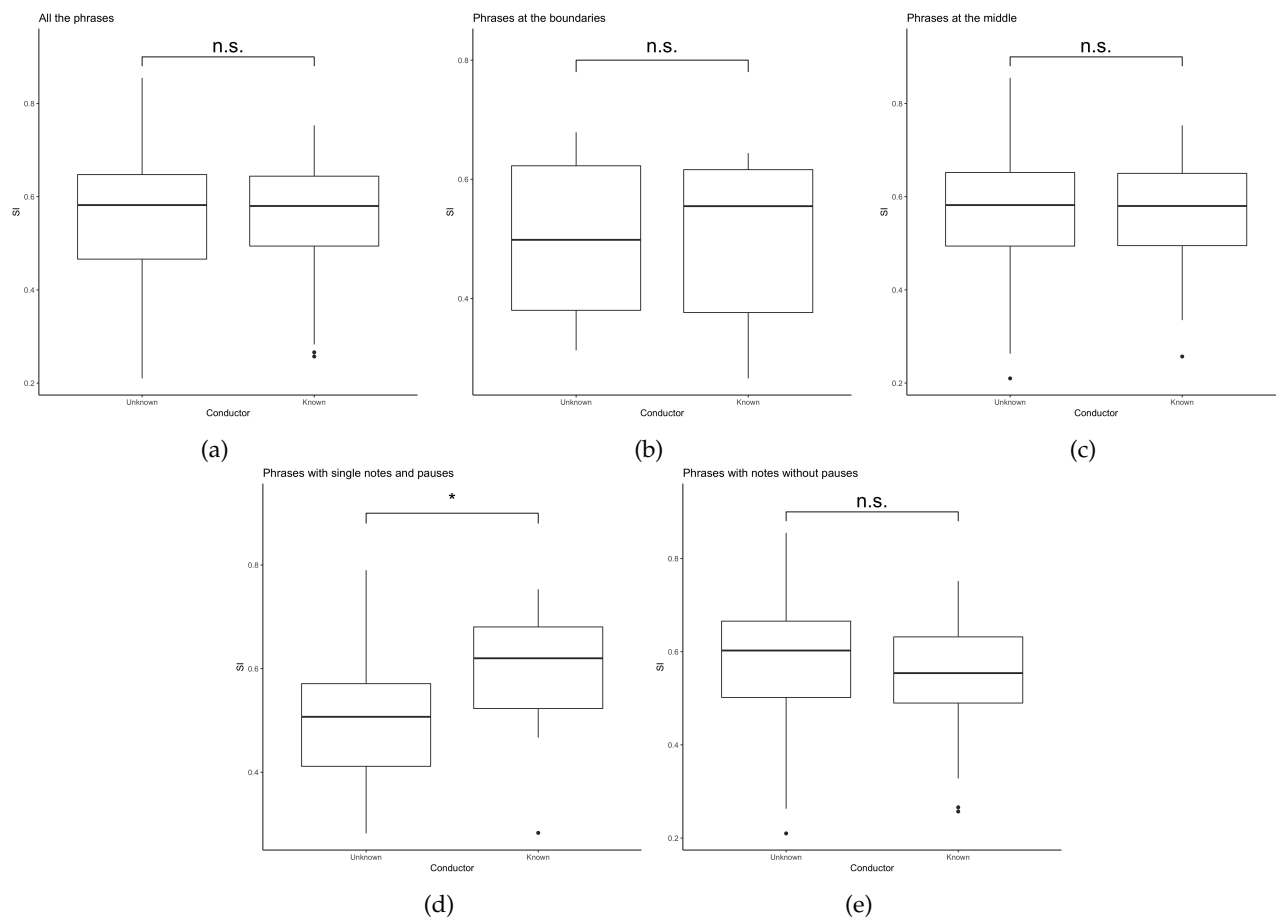 All the phrases
n.s.
0.8
0.6
0.4
0.2
SI
Unknown
Known
Conductor
(a)
Phrases at the boundaries
n.s.
0.8
0.6
0.4
SI
Unknown
Known
Conductor
(b)
Phrases at the middle
n.s.
0.8
0.6
0.4
0.2
SI
Unknown
Known
Conductor
(c)
Phrases with single notes and pauses
*
0.8
0.6
0.4
SI
Unknown
Known
Conductor
(d)
Phrases with notes without pauses
n.s.
0.8
0.6
0.4
0.2
SI
Unknown
Known
Conductor
(e)